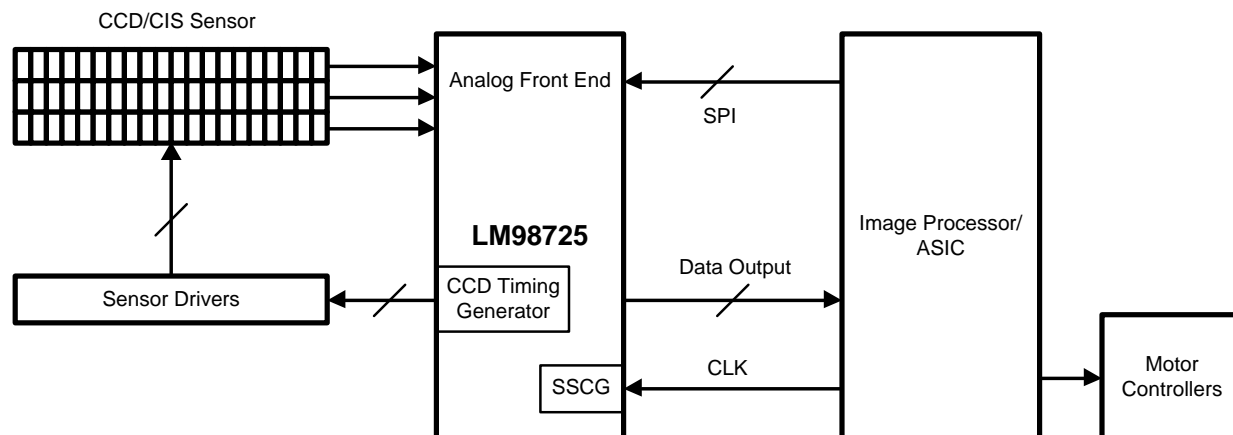 CCD/CIS Sensor
Analog Front End
SPI
Image Processor/
ASIC
LM98725
Data Output
CCD Timing
Generator
Sensor Drivers
CLK
SSCG
Motor
Controllers